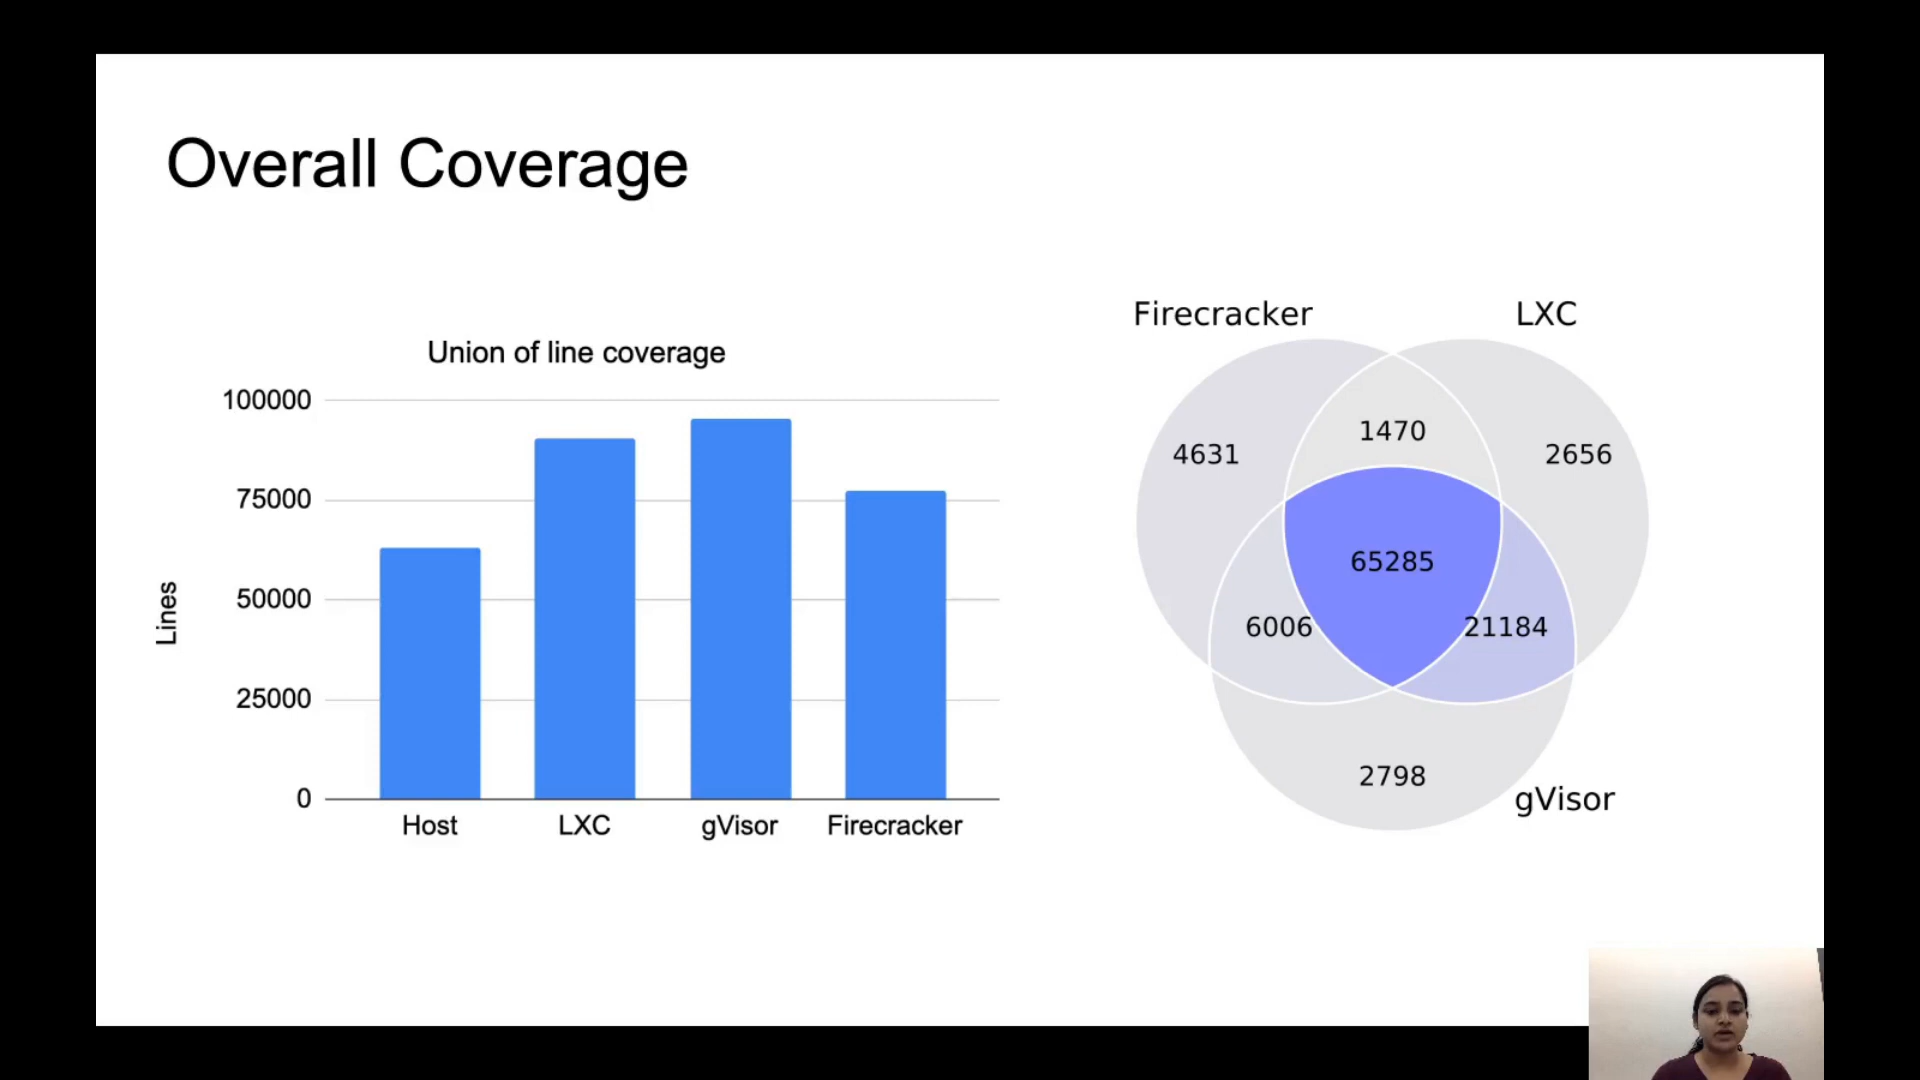 Overall Coverage
Union of line coverage
100000
75000
50000
25000
0
Lines
Host
LXC
gVisor
Firecracker
Firecracker
LXC
4631
1470
2656
65285
6006
21184
2798
gVisor